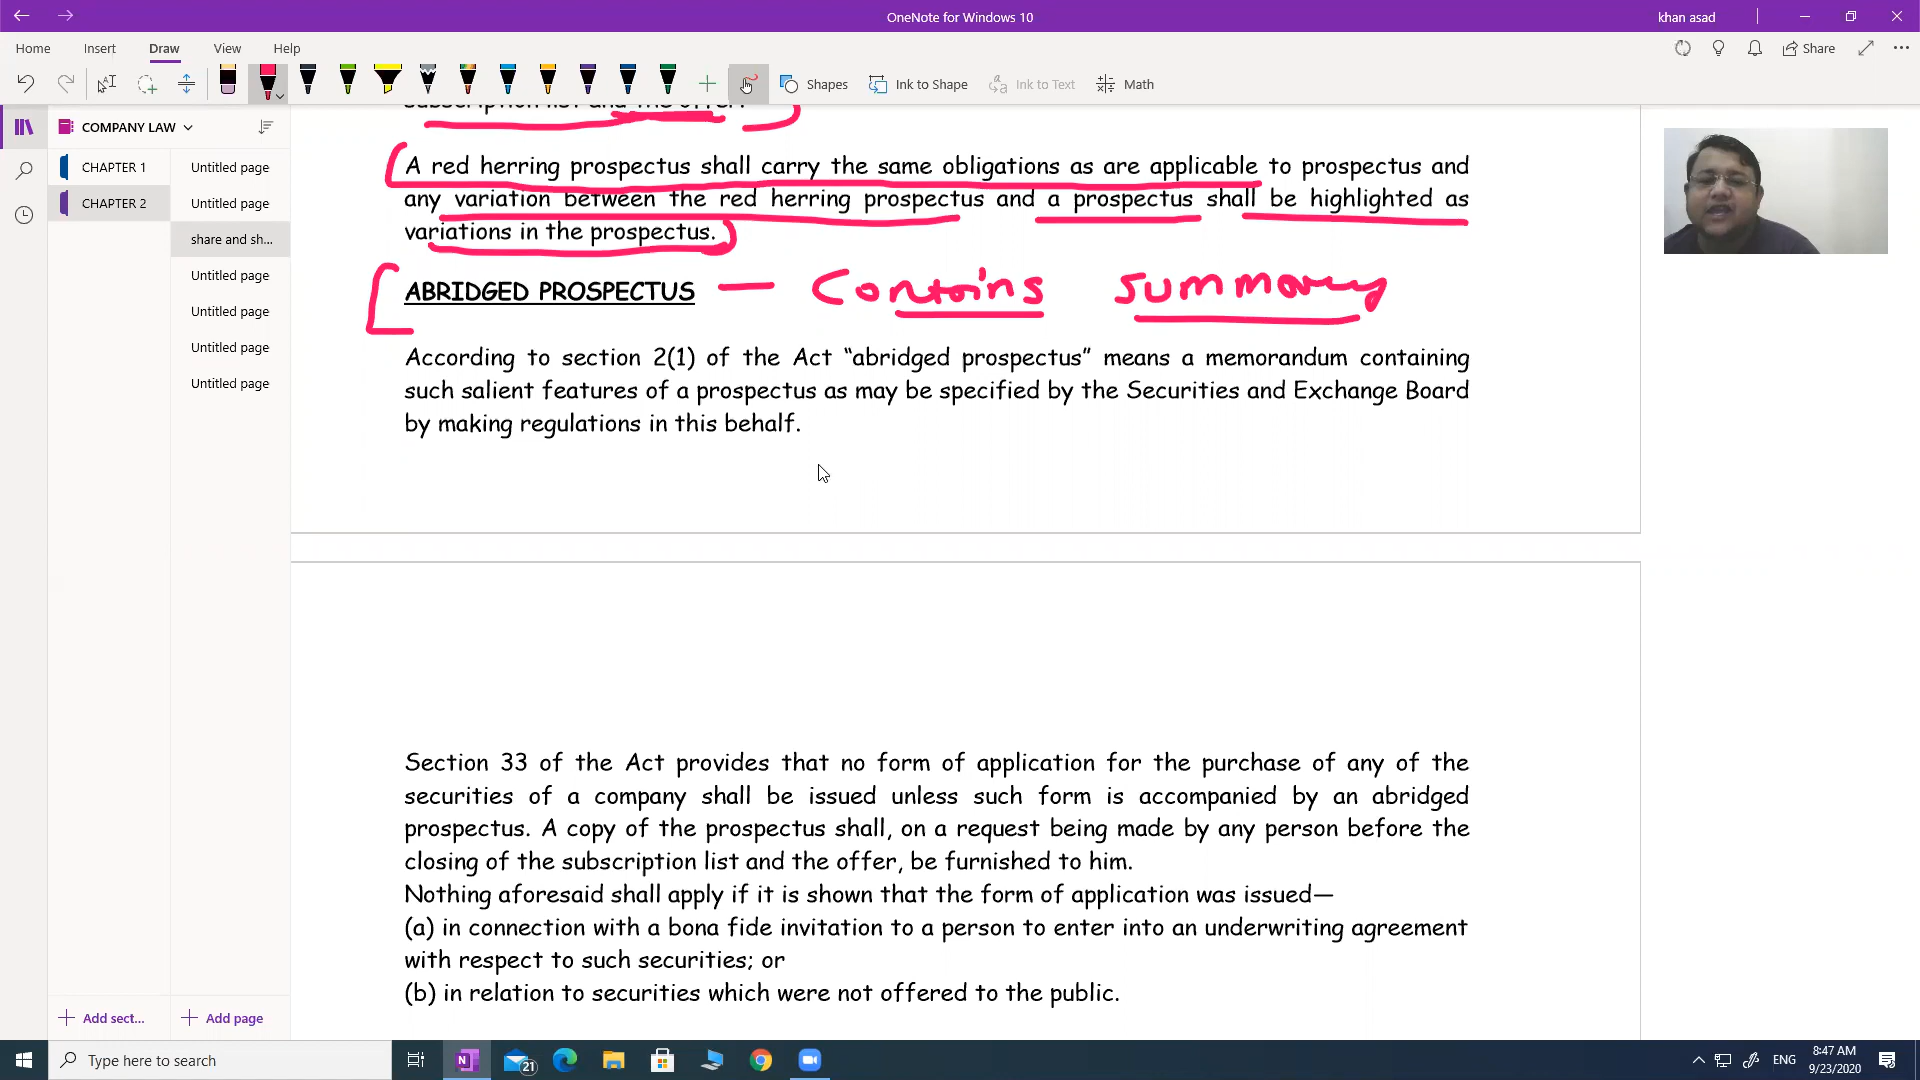 OneNote for Windows 10
khan asad
Home
Insert
Draw
View
Help
Share
Shapes
Ink to Shape
Ink to Text
Math
COMPANY LAW
CHAPTER 1
CHAPTER 2
Untitled page
Untitled page
share and sh...
Untitled page
Untitled page
Untitled page
Untitled page
subscription list and the offer.
A red herring prospectus shall carry the same obligations as are applicable to prospectus and
any variation between the red herring prospectus and a prospectus shall be highlighted as
variations in the prospectus.
ABRIDGED PROSPECTUS — Contains summary
According to section 2(1) of the Act “abridged prospectus” means a memorandum containing
such salient features of a prospectus as may be specified by the Securities and Exchange Board
by making regulations in this behalf.
Section 33 of the Act provides that no form of application for the purchase of any of the
securities of a company shall be issued unless such form is accompanied by an abridged
prospectus. A copy of the prospectus shall, on a request being made by any person before the
closing of the subscription list and the offer, be furnished to him.
Nothing aforesaid shall apply if it is shown that the form of application was issued—
(a) in connection with a bona fide invitation to a person to enter into an underwriting agreement
with respect to such securities; or
(b) in relation to securities which were not offered to the public.
Add sect...
Add page
Type here to search
21
ENG
8:47 AM
9/23/2020